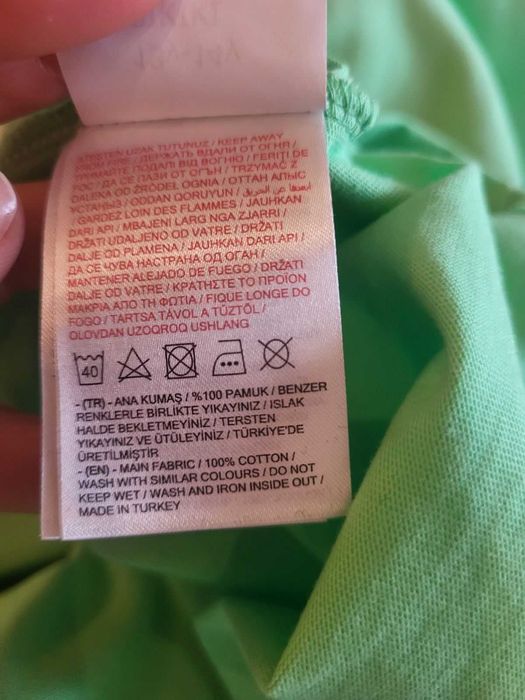 ATEŞTEN UZAK TUTUNUZ / KEEP AWAY
FROM FIRE / ДЕРЖАТЬ ВДАЛИ ОТ ОГНЯ /
ТРИМАЙТЕ ПОДАЛІ ВІД ВОГНЮ / FERIȚI DE
FOC / ДА СЕ ПАЗИ ОТ ОГЪН / TRZYMAĆ Z
DALEKA OD ŹRÓDEŁ OGNIA / ОТТАН АЛЫС
ҰСТАҢЫЗ / ODDAN QORUYUN / ابقيها عن الحريق
/ GARDEZ LOIN DES FLAMMES / JAUHKAN
DARI API / MBAJENI LARG NGA ZJARRI /
DRŽATI UDALJENO OD VATRE / DRŽATI
DALJE OD PLAMENA / JAUHKAN DARI API /
ДА СЕ ЧУВА НАСТРАНА ОД ОГАН /
MANTENER ALEJADO DE FUEGO / DRŽATI
DALJE OD VATRE / ΚΡΑΤΗΣΤΕ ΤΟ ΠΡΟΪΟΝ
ΜΑΚΡΙΑ ΑΠΟ ΤΗ ΦΩΤΙΑ / FIQUE LONGE DO
FOGO / TARTSA TÁVOL A TŰZTŐL /
OLOVDAN UZOQROQ USHLANG
40
- (TR) - ANA KUMAŞ / %100 PAMUK / BENZER
RENKLERLE BİRLİKTE YIKAYINIZ / ISLAK
HALDE BEKLETMEYİNİZ / TERSTEN
YIKAYINIZ VE ÜTÜLEYİNİZ / TÜRKİYE'DE
ÜRETİLMİŞTİR
- (EN) - MAIN FABRIC / 100% COTTON /
WASH WITH SIMILAR COLOURS / DO NOT
KEEP WET / WASH AND IRON INSIDE OUT /
MADE IN TURKEY